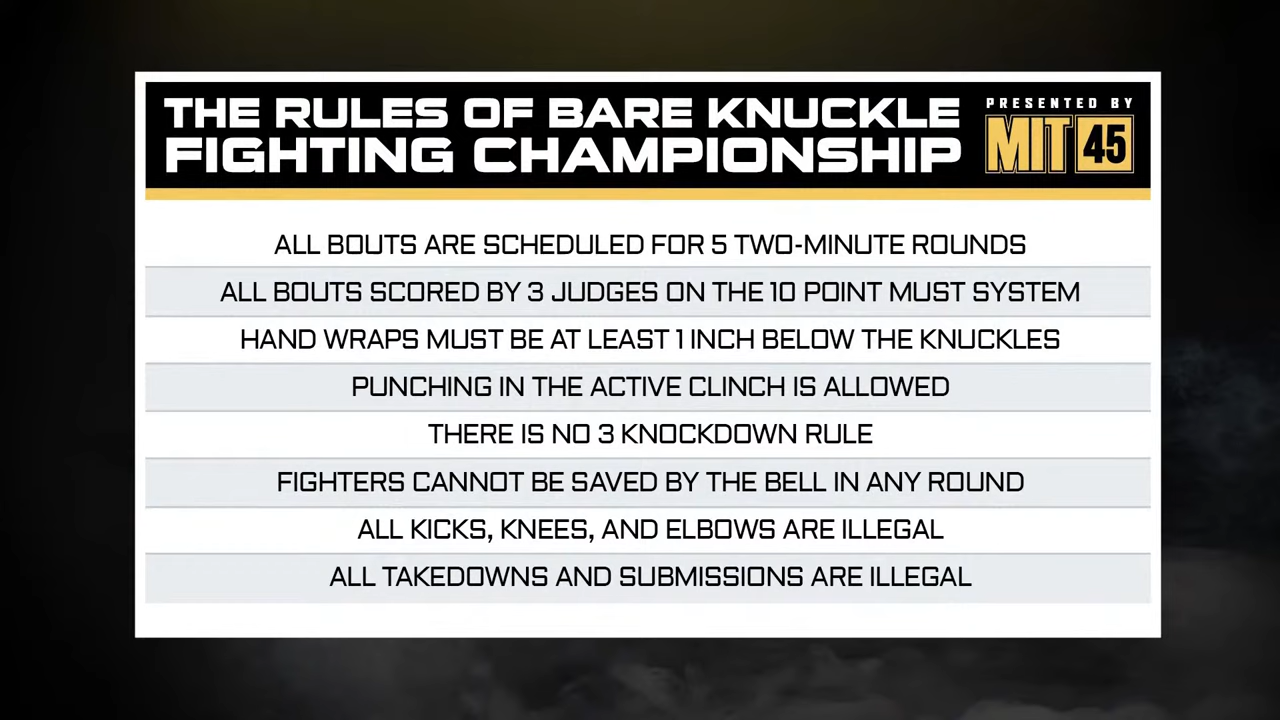 THE RULES OF BARE KNUCKLE
FIGHTING CHAMPIONSHIP
PRESENTED BY
MIT 45
ALL BOUTS ARE SCHEDULED FOR 5 TWO-MINUTE ROUNDS
ALL BOUTS SCORED BY 3 JUDGES ON THE 10 POINT MUST SYSTEM
HAND WRAPS MUST BE AT LEAST 1 INCH BELOW THE KNUCKLES
PUNCHING IN THE ACTIVE CLINCH IS ALLOWED
THERE IS NO 3 KNOCKDOWN RULE
FIGHTERS CANNOT BE SAVED BY THE BELL IN ANY ROUND
ALL KICKS, KNEES, AND ELBOWS ARE ILLEGAL
ALL TAKEDOWNS AND SUBMISSIONS ARE ILLEGAL